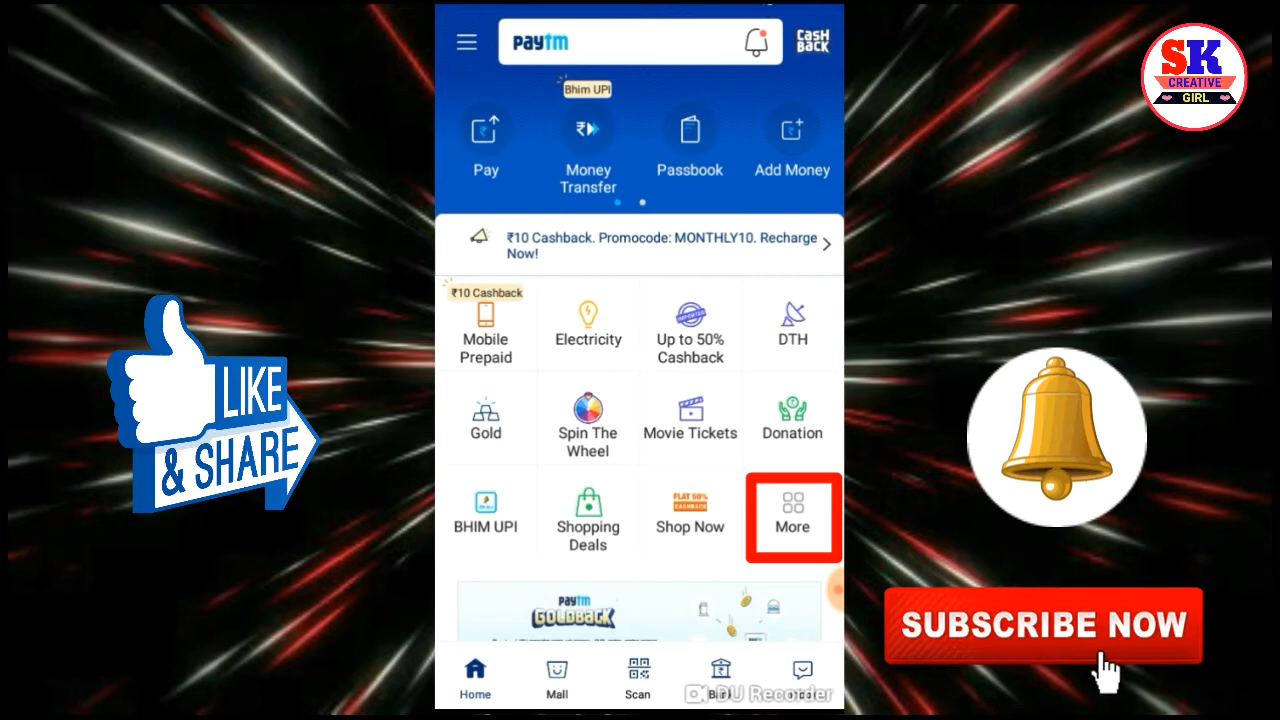 paytm
CASH
BACK
SK
CREATIVE
GIRL
Bhim UPI
Pay
Money
Transfer
Passbook
Add Money
₹10 Cashback. Promocode: MONTHLY10. Recharge
Now!
₹10 Cashback
Mobile
Prepaid
Electricity
IMPORTED
Up to 50%
Cashback
DTH
LIKE
& SHARE
Gold
Spin The
Wheel
Movie Tickets
Donation
BHIM UPI
Shopping
Deals
FLAT 50%
CASHBACK
Shop Now
More
paytm
GOLDBACK
SUBSCRIBE NOW
Home
Mall
Scan
Bank
DU Recorder